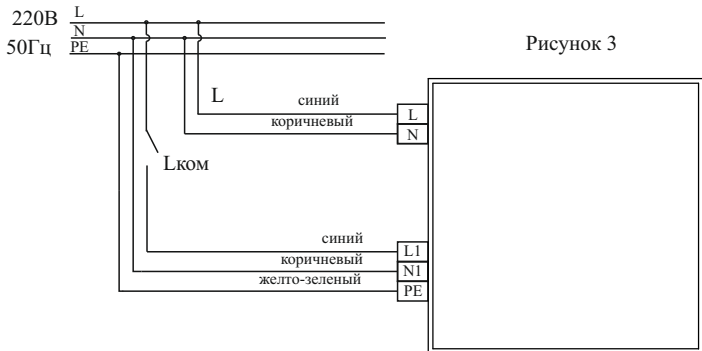 220В
L
N
50Гц
PE
Рисунок 3
L
синий
L
коричневый
N
Lком
синий
L1
коричневый
N1
желто-зеленый
PE